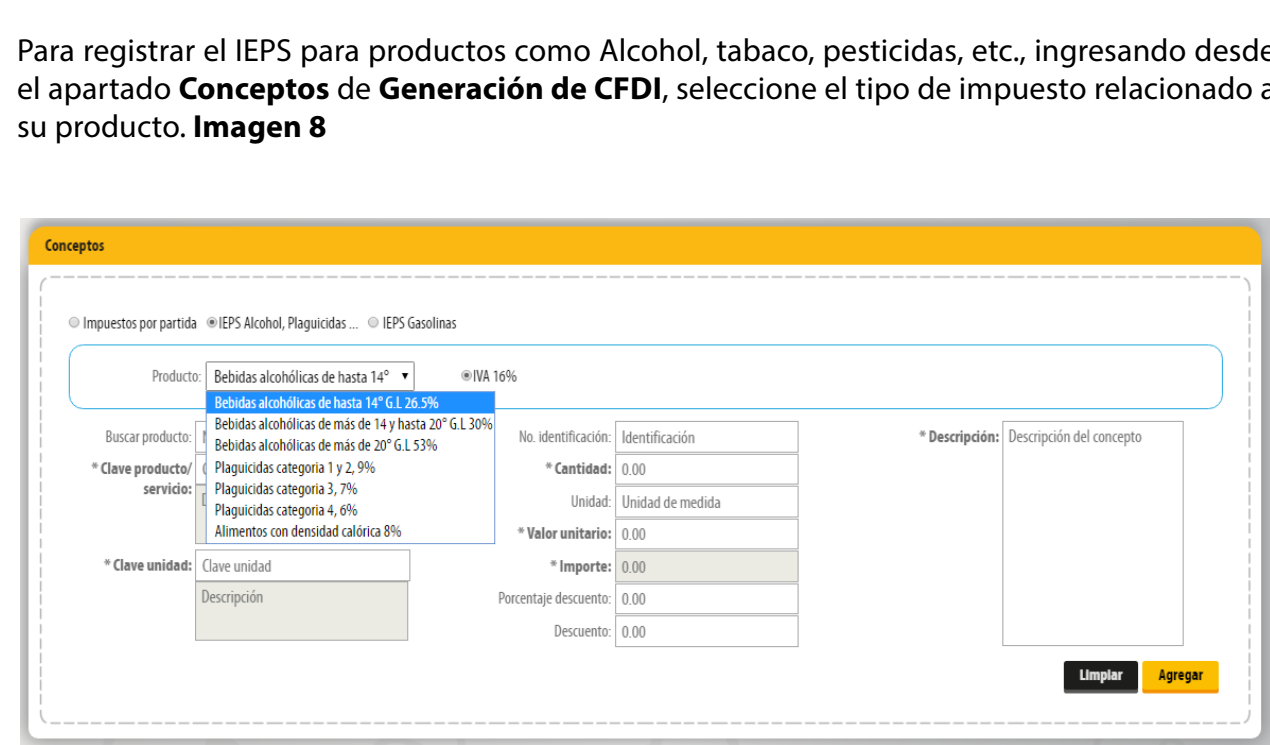 Para registrar el IEPS para productos como Alcohol, tabaco, pesticidas, etc., ingresando desde
el apartado Conceptos de Generación de CFDI, seleccione el tipo de impuesto relacionado a
su producto. Imagen 8
Conceptos
Impuestos por partida IEPS Alcohol, Plaguicidas ... IEPS Gasolinas
Producto: Bebidas alcohólicas de hasta 14° IVA 16%
Bebidas alcohólicas de hasta 14° G.L 26.5%
Bebidas alcohólicas de más de 14 y hasta 20° G.L 30%
Bebidas alcohólicas de más de 20° G.L 53%
Plaguicidas categoria 1 y 2, 9%
Plaguicidas categoria 3, 7%
Plaguicidas categoria 4, 6%
Alimentos con densidad calórica 8%
Buscar producto:
* Clave producto/
servicio:
* Clave unidad: Clave unidad
Descripción
No. identificación: Identificación
* Cantidad: 0.00
Unidad: Unidad de medida
* Valor unitario: 0.00
* Importe: 0.00
Porcentaje descuento: 0.00
Descuento: 0.00
* Descripción: Descripción del concepto
Limpiar Agregar